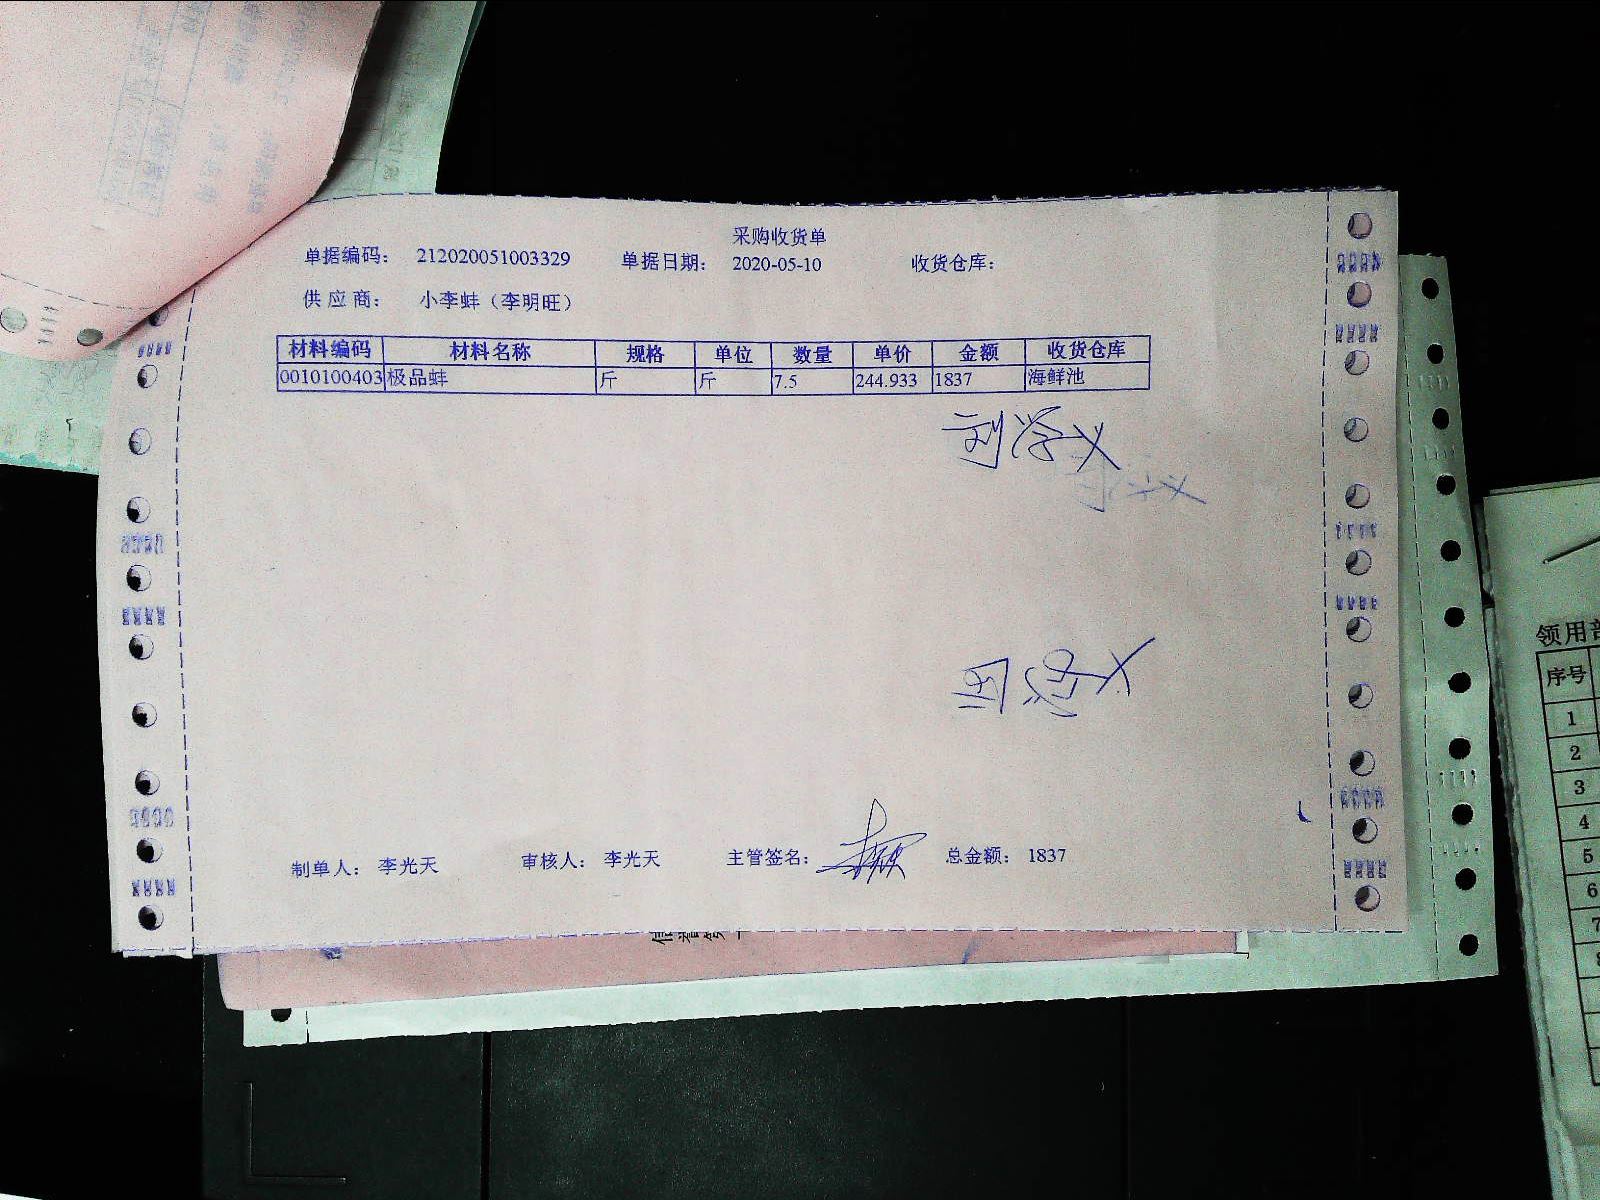 采购收货单
单据编码： 212020051003329 单据日期： 2020-05-10 收货仓库：
供应商： 小李蚌（李明旺）
材料编码 材料名称 规格 单位 数量 单价 金额 收货仓库
0010100403 极品蚌 斤 斤 7.5 244.933 1837 海鲜池
刘学义
制单人： 李光天 审核人： 李光天 主管签名： 总金额： 1837
领用部
序号
1
2
3
4
5
6
7